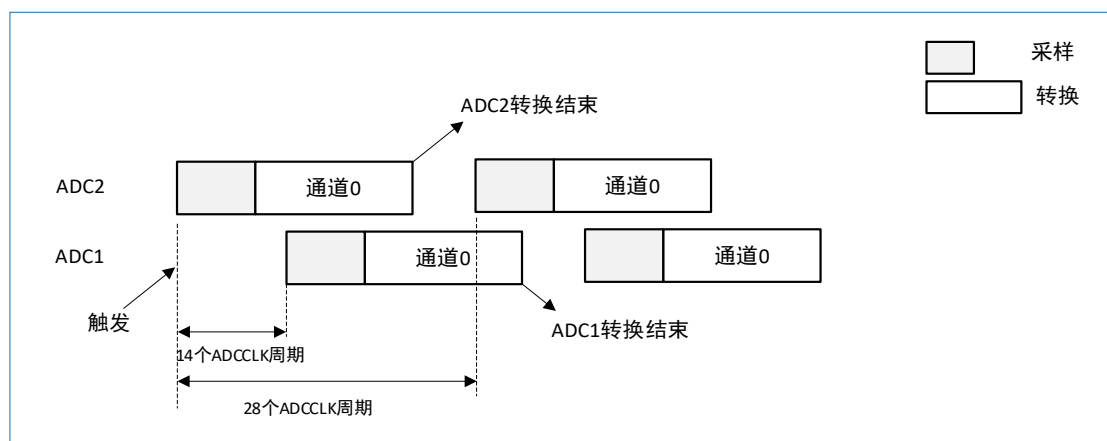 采样
转换
ADC2转换结束
ADC2
通道0
通道0
ADC1
通道0
通道0
触发
ADC1转换结束
14个ADCCLK周期
28个ADCCLK周期